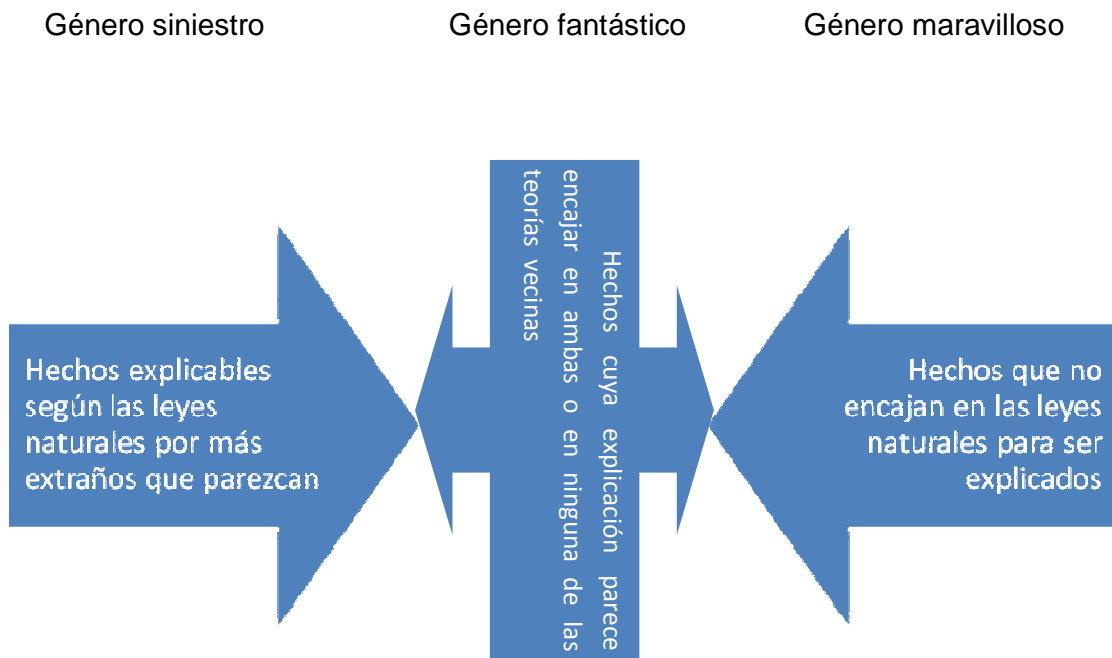 Género siniestro
Género fantástico
Género maravilloso
Hechos explicables
según las leyes
naturales por más
extraños que parezcan
Hechos cuya explicación parece
encajar en ambas o en ninguna de las
teorías vecinas
Hechos que no
encajan en las leyes
naturales para ser
explicados